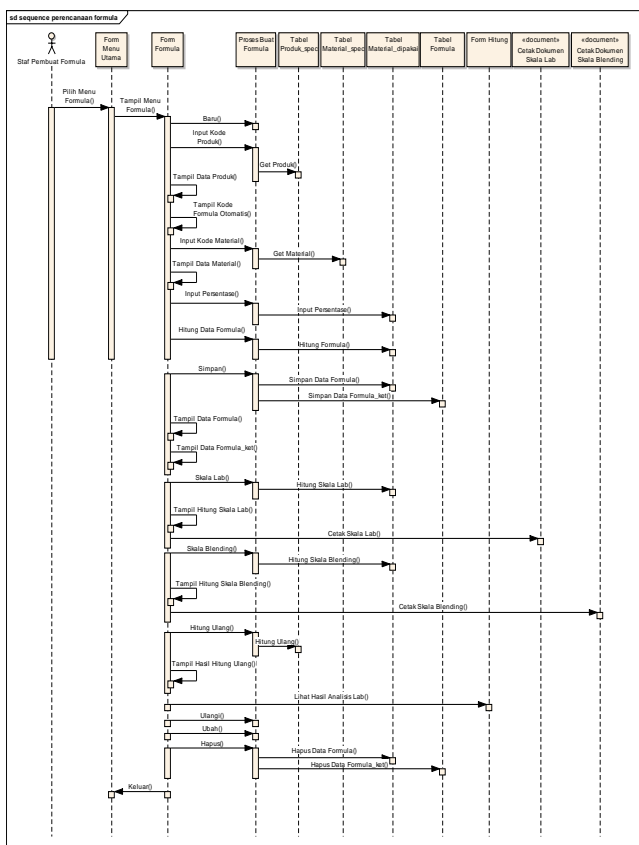 sd sequence perencanaan formula
Staf Pembuat Formula
Form
Menu
Utama
Form
Formula
Proses Buat
Formula
Tabel
Produk_spec
Tabel
Material_spec
Tabel
Material_dipakai
Tabel
Formula
Form Hitung
«document»
Cetak Dokumen
Skala Lab
«document»
Cetak Dokumen
Skala Blending
Pilih Menu
Formula()
Tampil Menu
Formula()
Baru()
Input Kode
Produk()
Get Produk()
Tampil Data Produk()
Tampil Kode
Formula Otomatis()
Input Kode Material()
Get Material()
Tampil Data Material()
Input Persentase()
Input Persentase()
Hitung Data Formula()
Hitung Formula()
Simpan()
Simpan Data Formula()
Simpan Data Formula_ket()
Tampil Data Formula()
Tampil Data Formula_ket()
Skala Lab()
Hitung Skala Lab()
Tampil Hitung Skala Lab()
Cetak Skala Lab()
Skala Blending()
Hitung Skala Blending()
Tampil Hitung Skala Blending()
Cetak Skala Blending()
Hitung Ulang()
Hitung Ulang()
Tampil Hasil Hitung Ulang()
Lihat Hasil Analisis Lab()
Ulangi()
Ubah()
Hapus()
Hapus Data Formula()
Hapus Data Formula_ket()
Keluar()